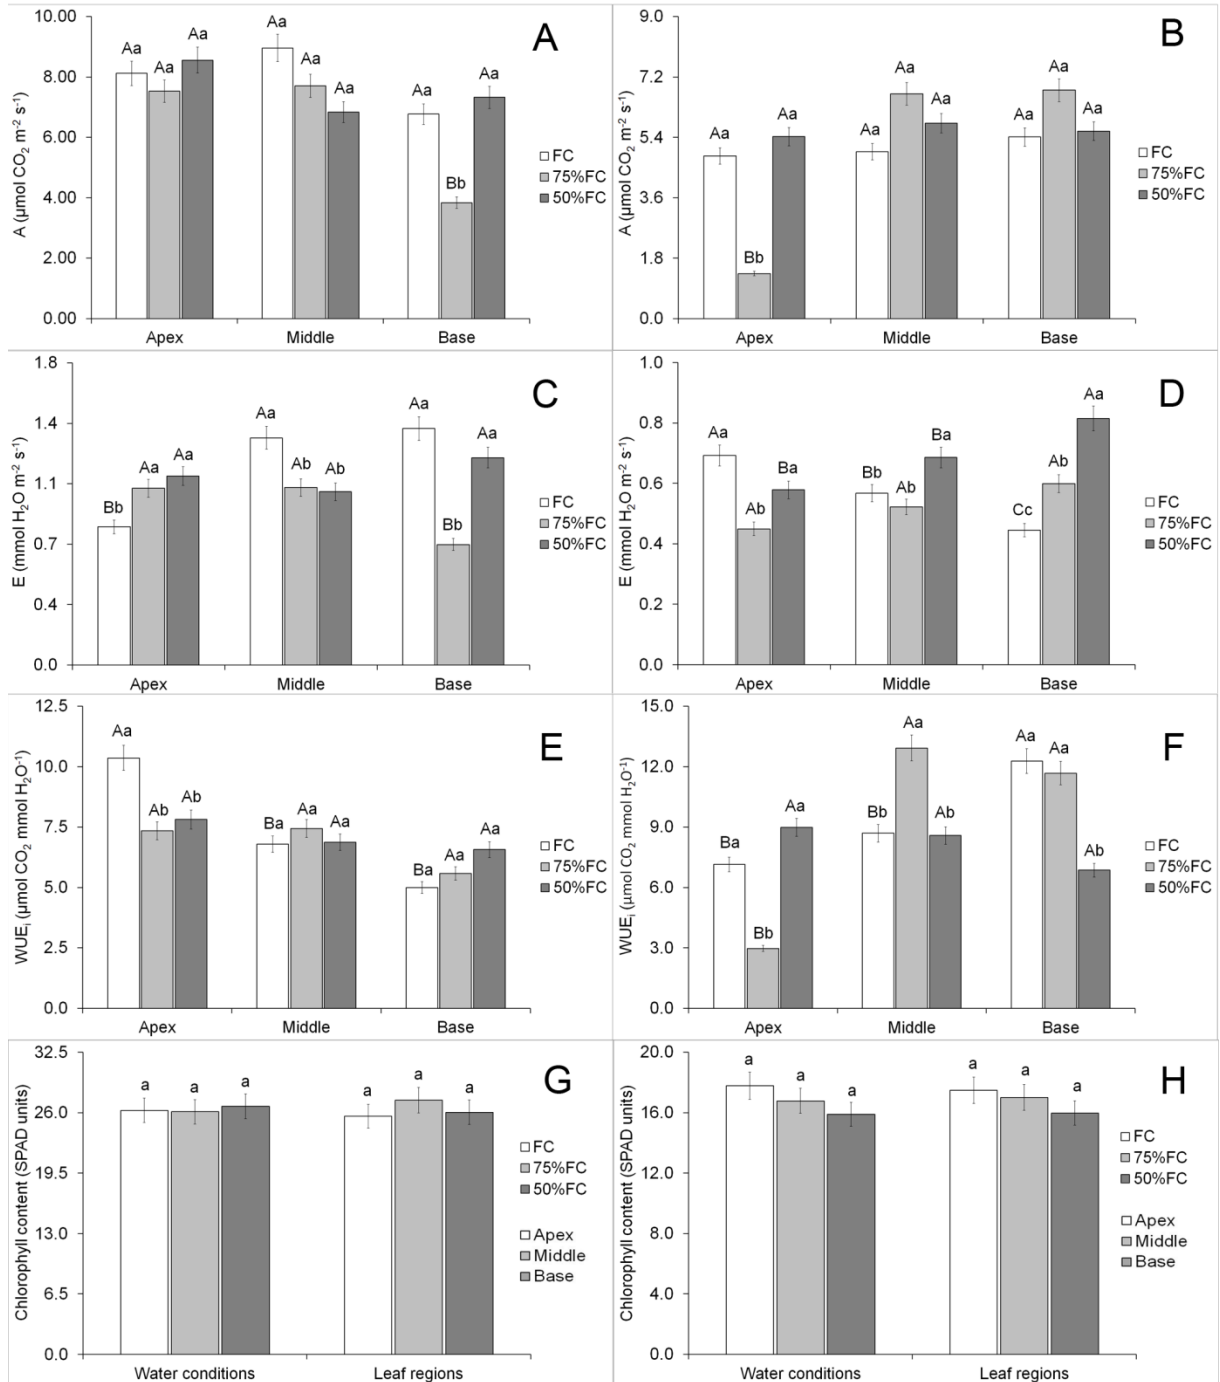 A
A (µmol CO2 m-2 s-1)
10.00
8.00
6.00
4.00
2.00
0.00
Aa Aa Aa
Aa Aa Aa
Aa Bb Aa
Apex Middle Base
FC
75%FC
50%FC
B
A (µmol CO2 m-2 s-1)
9.0
7.2
5.4
3.6
1.8
0.0
Aa Bb Aa
Aa Aa Aa
Aa Aa Aa
Apex Middle Base
FC
75%FC
50%FC
C
E (mmol H2O m-2 s-1)
1.8
1.4
1.1
0.7
0.4
0.0
Bb Aa Aa
Aa Ab Ab
Aa Bb Aa
Apex Middle Base
FC
75%FC
50%FC
D
E (mmol H2O m-2 s-1)
1.0
0.8
0.6
0.4
0.2
0.0
Aa Ab Ba
Bb Ab Ba
Cc Ab Aa
Apex Middle Base
FC
75%FC
50%FC
E
WUEi (µmol CO2 mmol H2O-1)
12.5
10.0
7.5
5.0
2.5
0.0
Aa Ab Ab
Ba Aa Aa
Ba Aa Aa
Apex Middle Base
FC
75%FC
50%FC
F
WUEi (µmol CO2 mmol H2O-1)
15.0
12.0
9.0
6.0
3.0
0.0
Ba Bb Aa
Bb Aa Ab
Aa Aa Ab
Apex Middle Base
FC
75%FC
50%FC
G
Chlorophyll content (SPAD units)
32.5
26.0
19.5
13.0
6.5
0.0
a a a
a a a
Water conditions Leaf regions
FC
75%FC
50%FC
Apex
Middle
Base
H
Chlorophyll content (SPAD units)
20.0
16.0
12.0
8.0
4.0
0.0
a a a
a a a
Water conditions Leaf regions
FC
75%FC
50%FC
Apex
Middle
Base